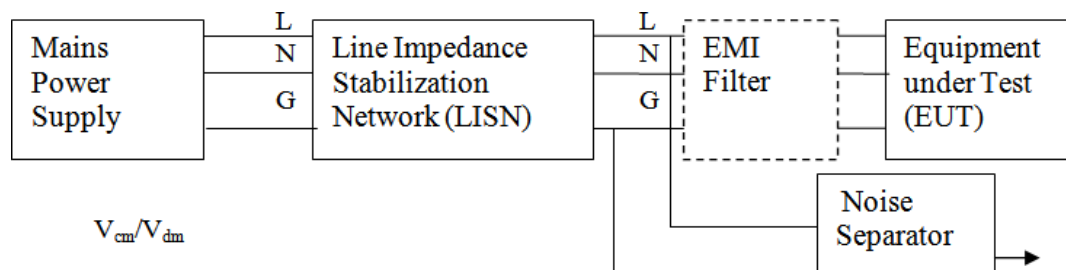 L
N
G
Mains
Power
Supply
Line Impedance
Stabilization
Network (LISN)
L
N
G
EMI
Filter
Equipment
under Test
(EUT)
Noise
Separator
Vcm/Vdm